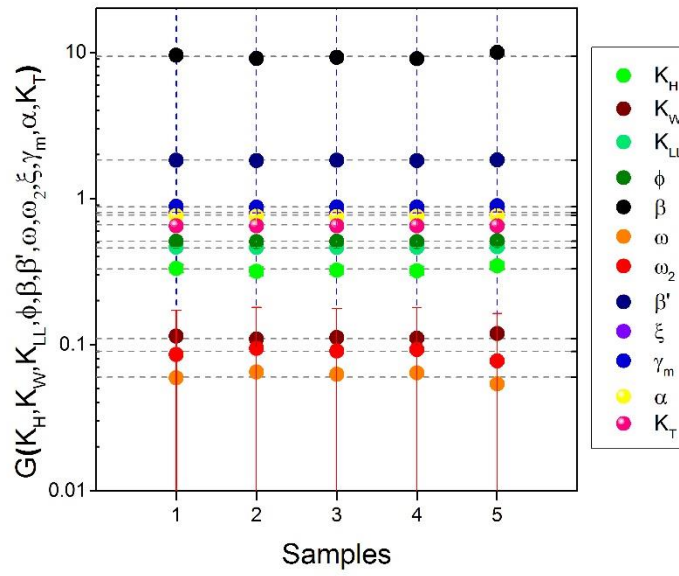 G(K_H,K_W,K_LL,ϕ,β,β',ω,ω_2,ξ,γ_m,α,K_T)
10
1
0.1
0.01
1 2 3 4 5
Samples
K_H
K_W
K_LL
ϕ
β
ω
ω_2
β'
ξ
γ_m
α
K_T